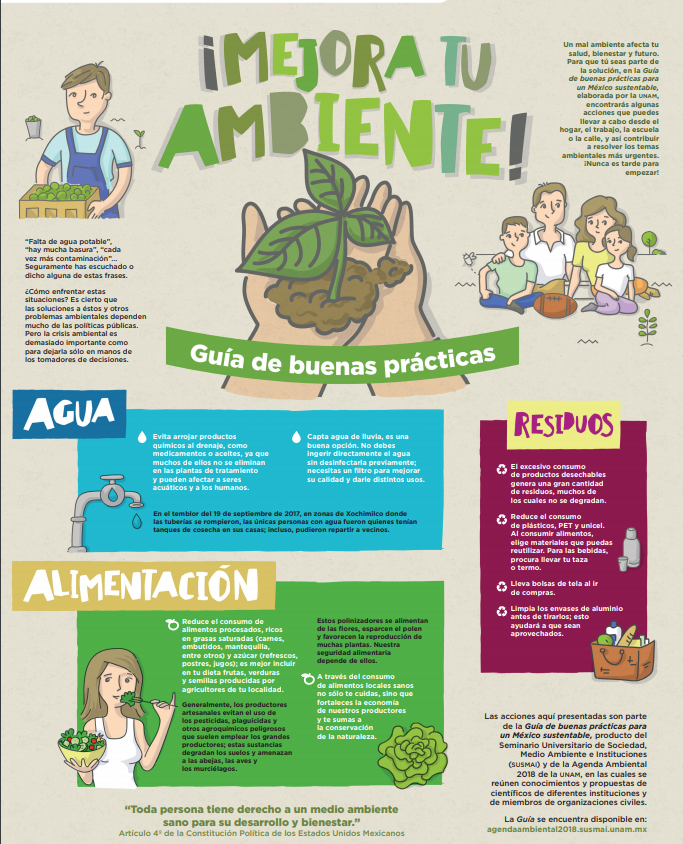 ¡MEJORA TU
AMBIENTE!
Un mal ambiente afecta tu
salud, bienestar y futuro.
Para que tú seas parte de
la solución, en la Guía
de buenas prácticas para
un México sustentable,
elaborada por la UNAM,
encontrarás algunas
acciones que puedes
llevar a cabo desde el
hogar, el trabajo, la escuela
o la calle, y así contribuir
a resolver los temas
ambientales más urgentes.
¡Nunca es tarde para
empezar!
“Falta de agua potable”,
“hay mucha basura”, “cada
vez más contaminación”...
Seguramente has escuchado o
dicho alguna de estas frases.
¿Cómo enfrentar estas
situaciones? Es cierto que
las soluciones a éstos y otros
problemas ambientales dependen
mucho de las políticas públicas.
Pero la crisis ambiental es
demasiado importante como
para dejarla sólo en manos de
los tomadores de decisiones.
Guía de buenas prácticas
AGUA
Evita arrojar productos
químicos al drenaje, como
medicamentos o aceites, ya que
muchos de ellos no se eliminan
en las plantas de tratamiento
y pueden afectar a seres
acuáticos y a los humanos.
Capta agua de lluvia, es una
buena opción. No debes
ingerir directamente el agua
sin desinfectarla previamente;
necesitas un filtro para mejorar
su calidad y darle distintos usos.
En el temblor del 19 de septiembre de 2017, en zonas de Xochimilco donde
las tuberías se rompieron, las únicas personas con agua fueron quienes tenían
tanques de cosecha en sus casas; incluso, pudieron repartir a vecinos.
RESIDUOS
El excesivo consumo
de productos desechables
genera una gran cantidad
de residuos, muchos de
los cuales no se degradan.
Reduce el consumo
de plásticos, PET y unicel.
Al consumir alimentos,
elige materiales que puedas
reutilizar. Para las bebidas,
procura llevar tu taza
o termo.
Lleva bolsas de tela al ir
de compras.
Limpia los envases de aluminio
antes de tirarlos; esto
ayudará a que sean
aprovechados.
ALIMENTACIÓN
Reduce el consumo de
alimentos procesados, ricos
en grasas saturadas (carnes,
embutidos, mantequilla,
entre otros) y azúcar (refrescos,
postres, jugos); es mejor incluir
en tu dieta frutas, verduras
y semillas producidas por
agricultores de tu localidad.
Generalmente, los productores
artesanales evitan el uso de
los pesticidas, plaguicidas y
otros agroquímicos peligrosos
que suelen emplear los grandes
productores; estas sustancias
degradan los suelos y amenazan
a las abejas, las aves y
los murciélagos.
Estos polinizadores se alimentan
de las flores, esparcen el polen
y favorecen la reproducción de
muchas plantas. Nuestra
seguridad alimentaria
depende de ellos.
A través del consumo
de alimentos locales sanos
no sólo te cuidas, sino que
fortaleces la economía
de nuestros productores
y te sumas a
la conservación
de la naturaleza.
Las acciones aquí presentadas son parte
de la Guía de buenas prácticas para
un México sustentable, producto del
Seminario Universitario de Sociedad,
Medio Ambiente e Instituciones
(SUSMAI) y de la Agenda Ambiental
2018 de la UNAM, en las cuales se
reúnen conocimientos y propuestas de
científicos de diferentes instituciones y
de miembros de organizaciones civiles.
La Guía se encuentra disponible en:
agendaambiental2018.susmai.unam.mx
“Toda persona tiene derecho a un medio ambiente
sano para su desarrollo y bienestar.”
Artículo 4º de la Constitución Política de los Estados Unidos Mexicanos